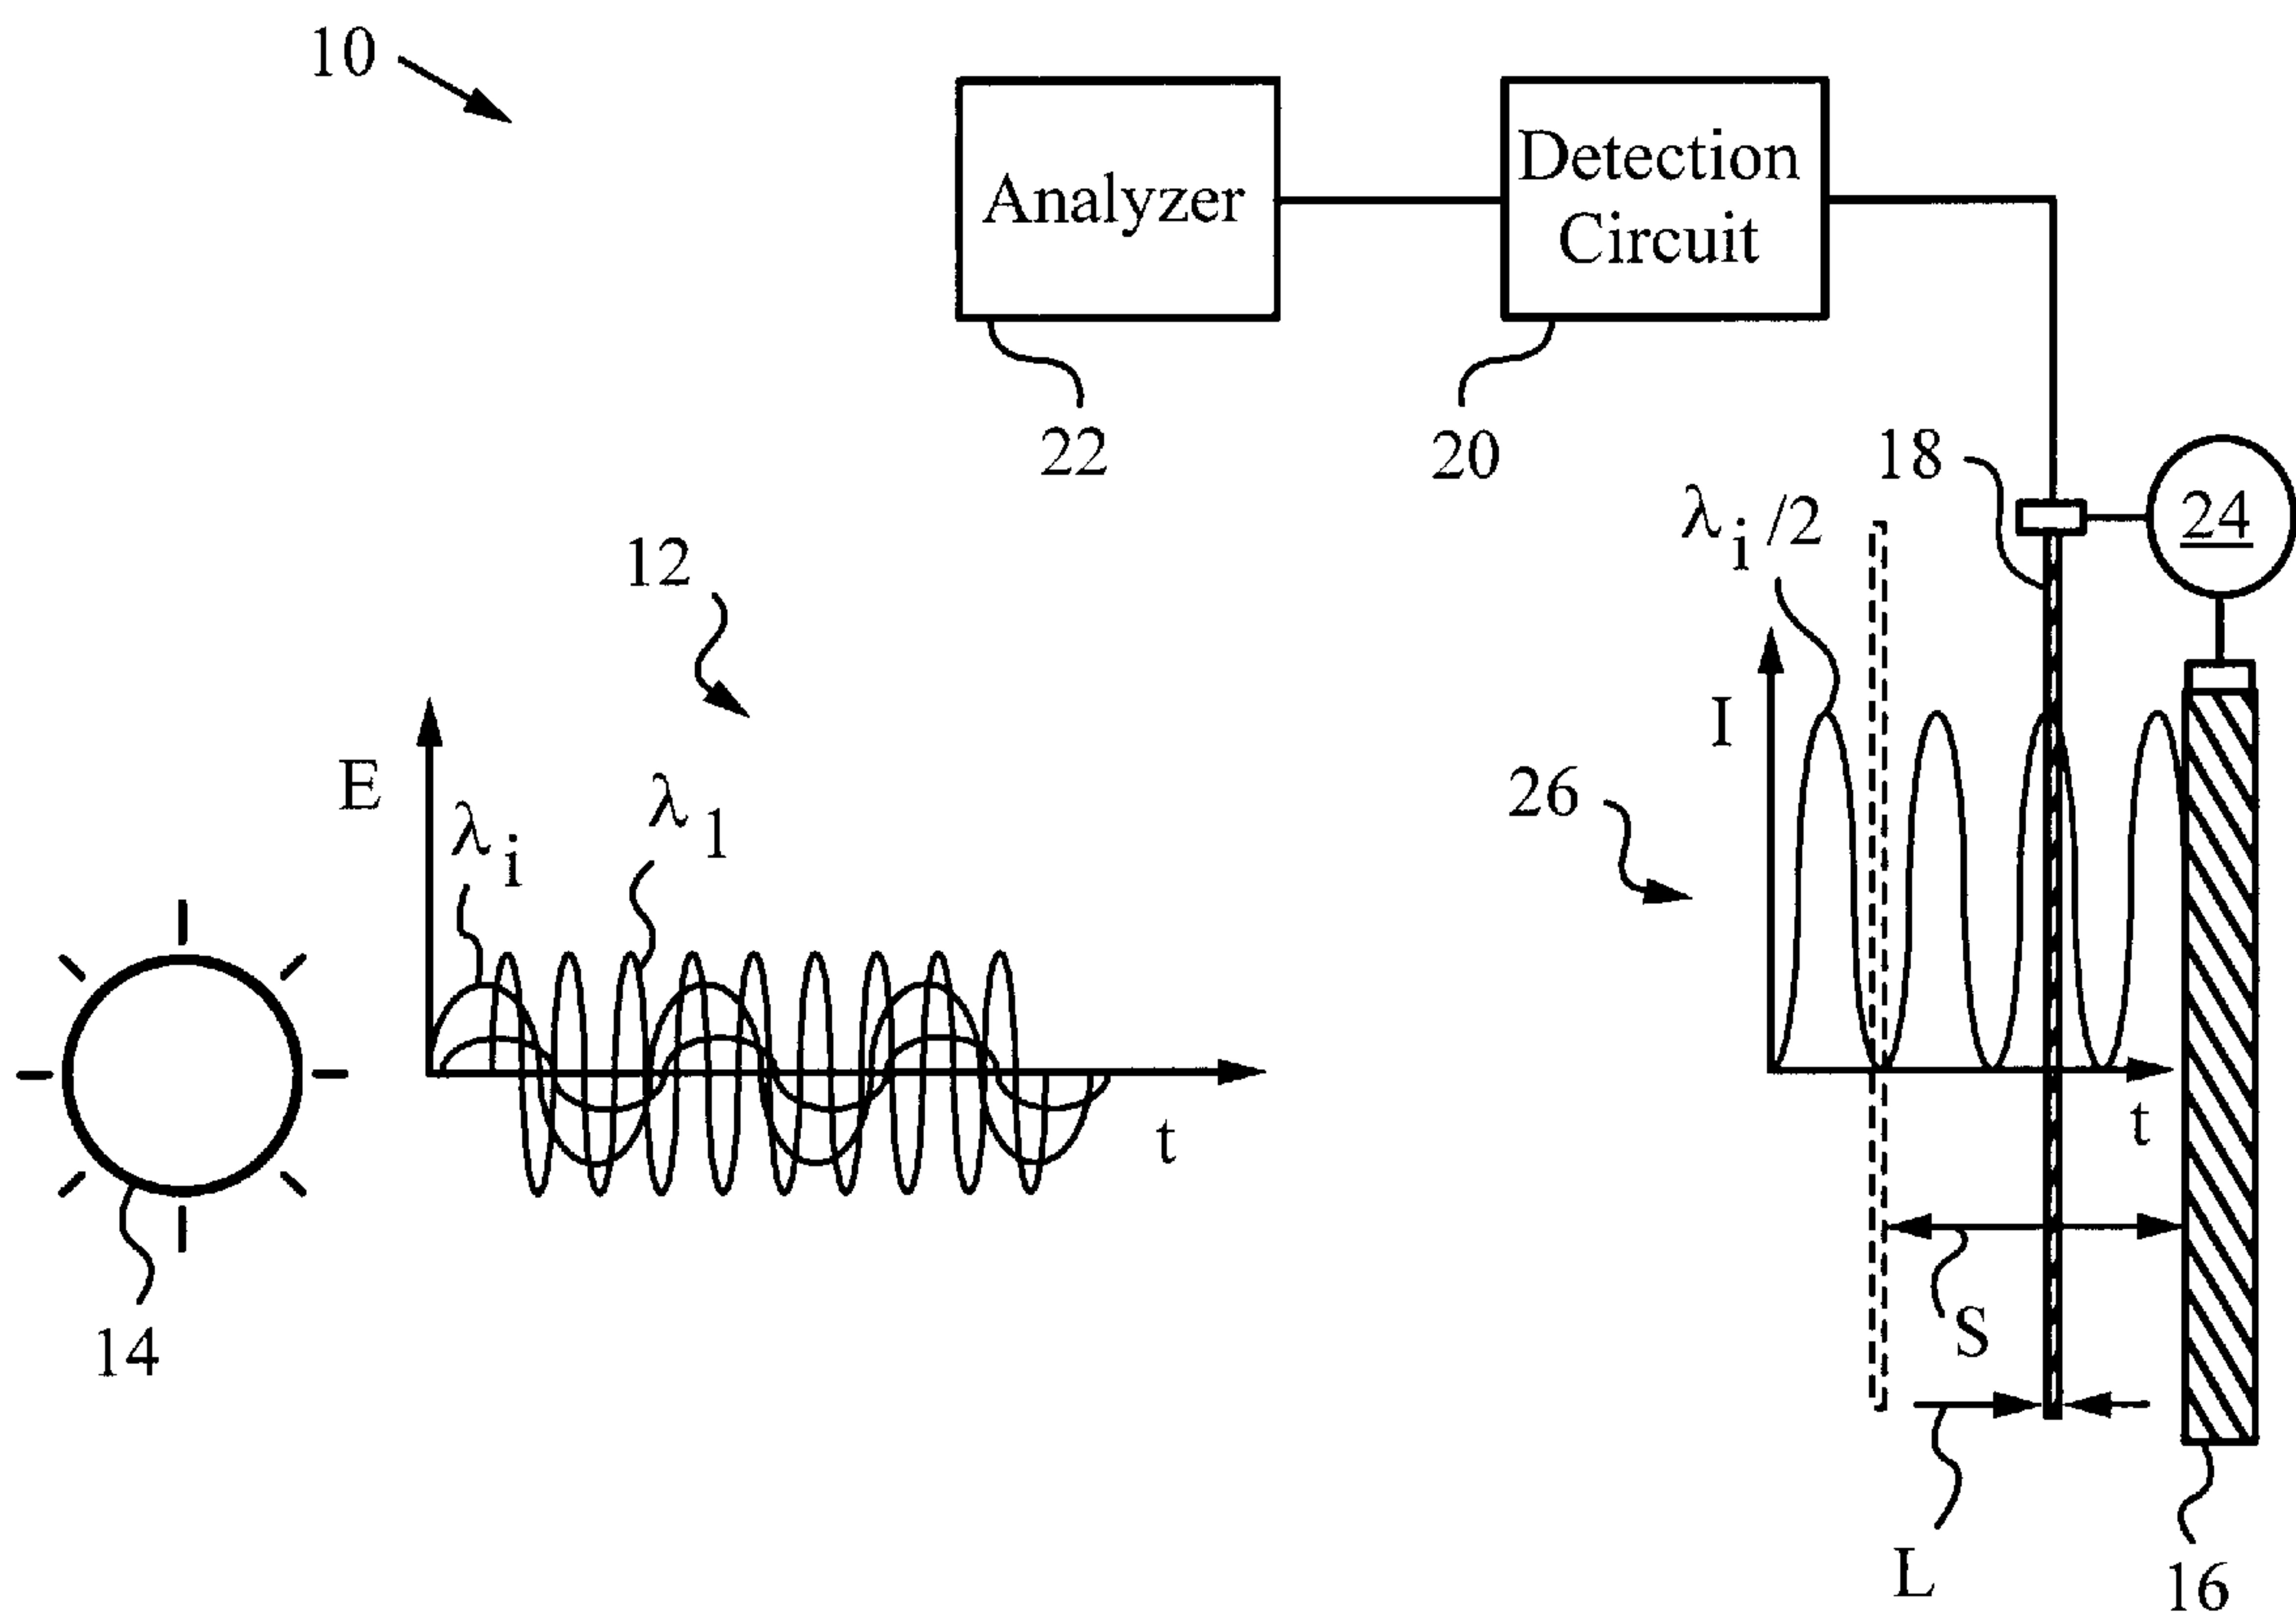 10
Analyzer
Detection
Circuit
22
20
18
24
λi/2
12
I
E
λi
λ1
26
t
t
S
14
L
16